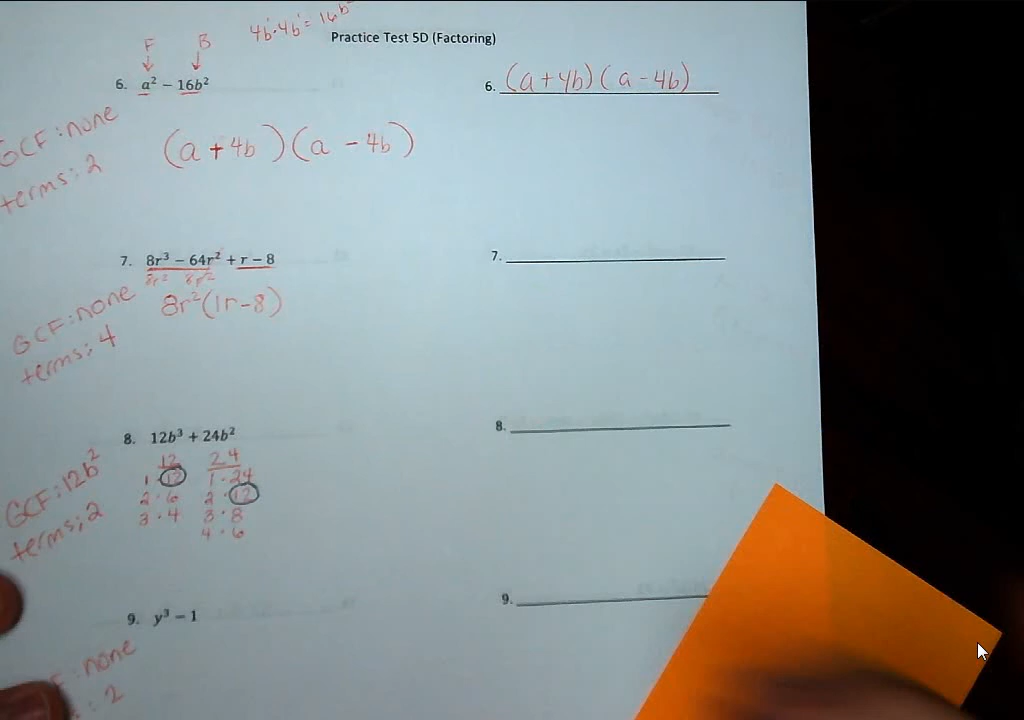 4b·4b = 16b²
Practice Test 5D (Factoring)
F B
6. a² − 16b²
6. (a + 4b)(a − 4b)
GCF: none
terms: 2
(a + 4b)(a − 4b)
7. 8r³ − 64r² + r − 8
7.
8r² 8r²
GCF: none
terms: 4
8r²(1r − 8)
8. 12b³ + 24b²
8.
GCF: 12b²
terms: 2
12 24
1 · 12 1 · 24
2 · 6 2 · 12
3 · 4 3 · 8
4 · 6
9. y³ − 1
9.
F: none
: 2